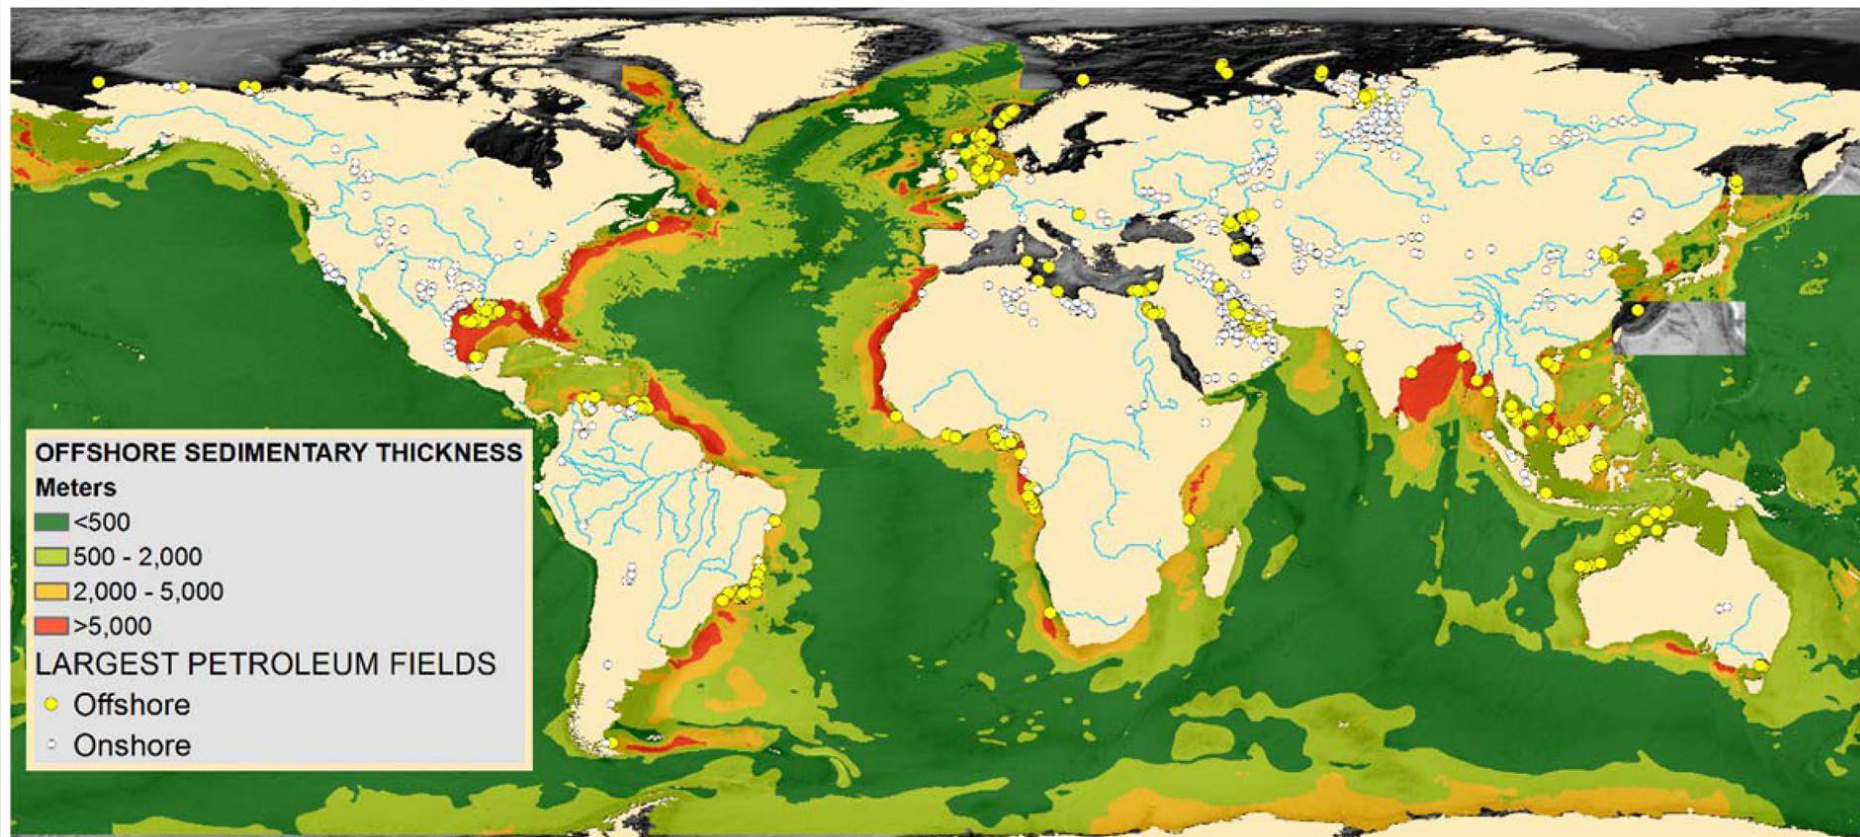 OFFSHORE SEDIMENTARY THICKNESS
Meters
<500
500 - 2,000
2,000 - 5,000
>5,000
LARGEST PETROLEUM FIELDS
Offshore
Onshore